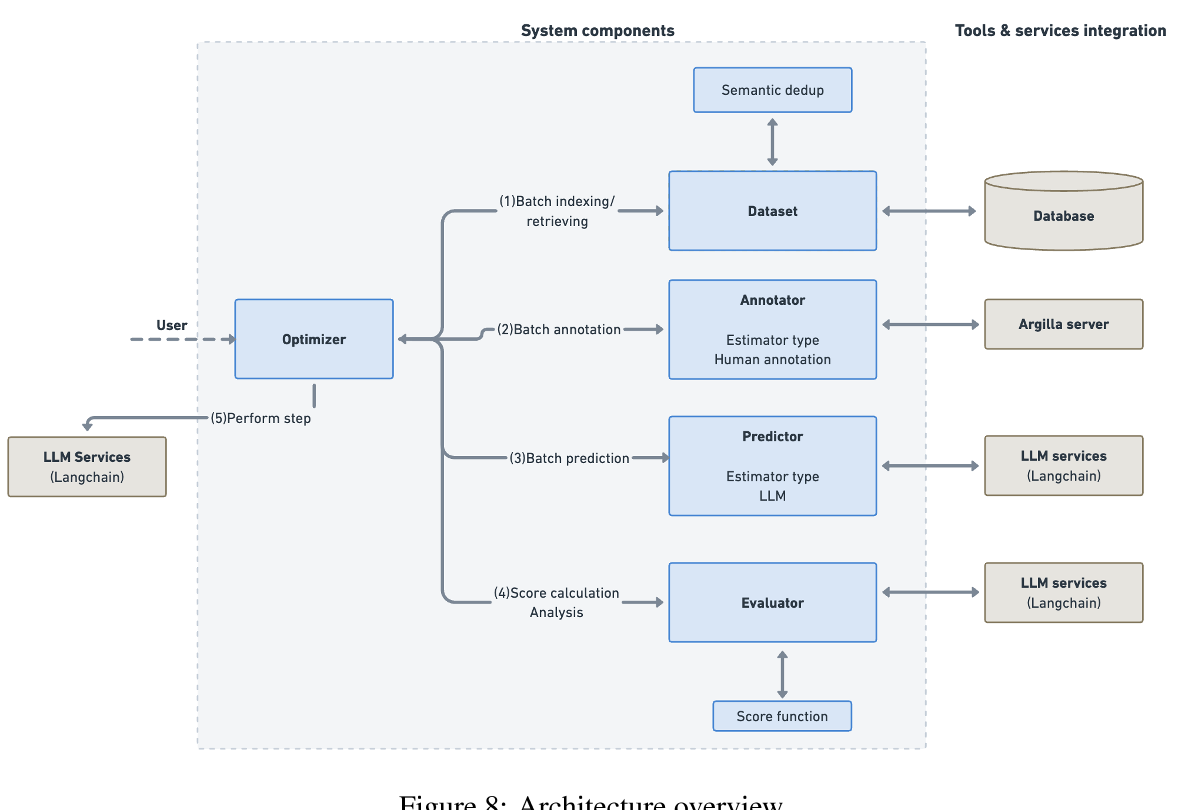 System components
Tools & services integration
Semantic dedup
(1)Batch indexing/
retrieving
Dataset
Database
Annotator
Estimator type
Human annotation
(2)Batch annotation
Argilla server
User
Optimizer
(5)Perform step
LLM Services
(Langchain)
(3)Batch prediction
Predictor
Estimator type
LLM
LLM services
(Langchain)
(4)Score calculation
Analysis
Evaluator
LLM services
(Langchain)
Score function
Figure 8: Architecture overview